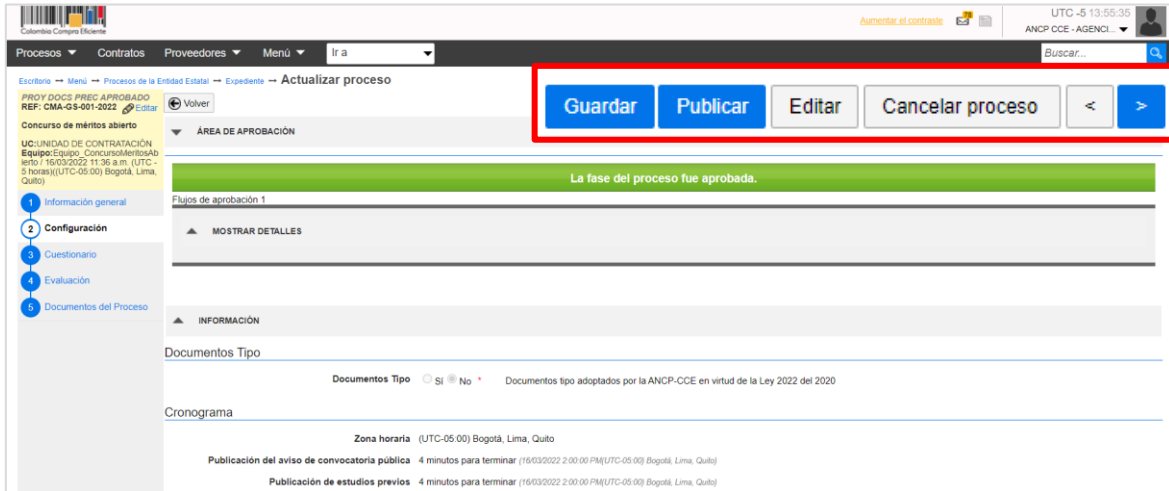 Colombia Compra Eficiente
Aumentar el contraste
78
UTC -5 13:55:35
ANCP CCE - AGENCI...
Procesos Contratos Proveedores Menú Ir a
Buscar...
Escritorio → Menú → Procesos de la Entidad Estatal → Expediente → Actualizar proceso
PROY DOCS PREC APROBADO
REF: CMA-GS-001-2022 Editar
Concurso de méritos abierto
UC:UNIDAD DE CONTRATACIÓN
Equipo:Equipo_ConcursoMeritosAb
ierto / 16/03/2022 11:36 a.m. (UTC -
5 horas)((UTC-05:00) Bogotá, Lima,
Quito)
1 Información general
2 Configuración
3 Cuestionario
4 Evaluación
5 Documentos del Proceso
Volver
Guardar Publicar Editar Cancelar proceso < >
ÁREA DE APROBACIÓN
La fase del proceso fue aprobada.
Flujos de aprobación 1
MOSTRAR DETALLES
INFORMACIÓN
Documentos Tipo
Documentos Tipo Sí No * Documentos tipo adoptados por la ANCP-CCE en virtud de la Ley 2022 del 2020
Cronograma
Zona horaria (UTC-05:00) Bogotá, Lima, Quito
Publicación del aviso de convocatoria pública 4 minutos para terminar (16/03/2022 2:00:00 PM(UTC-05:00) Bogotá, Lima, Quito)
Publicación de estudios previos 4 minutos para terminar (16/03/2022 2:00:00 PM(UTC-05:00) Bogotá, Lima, Quito)